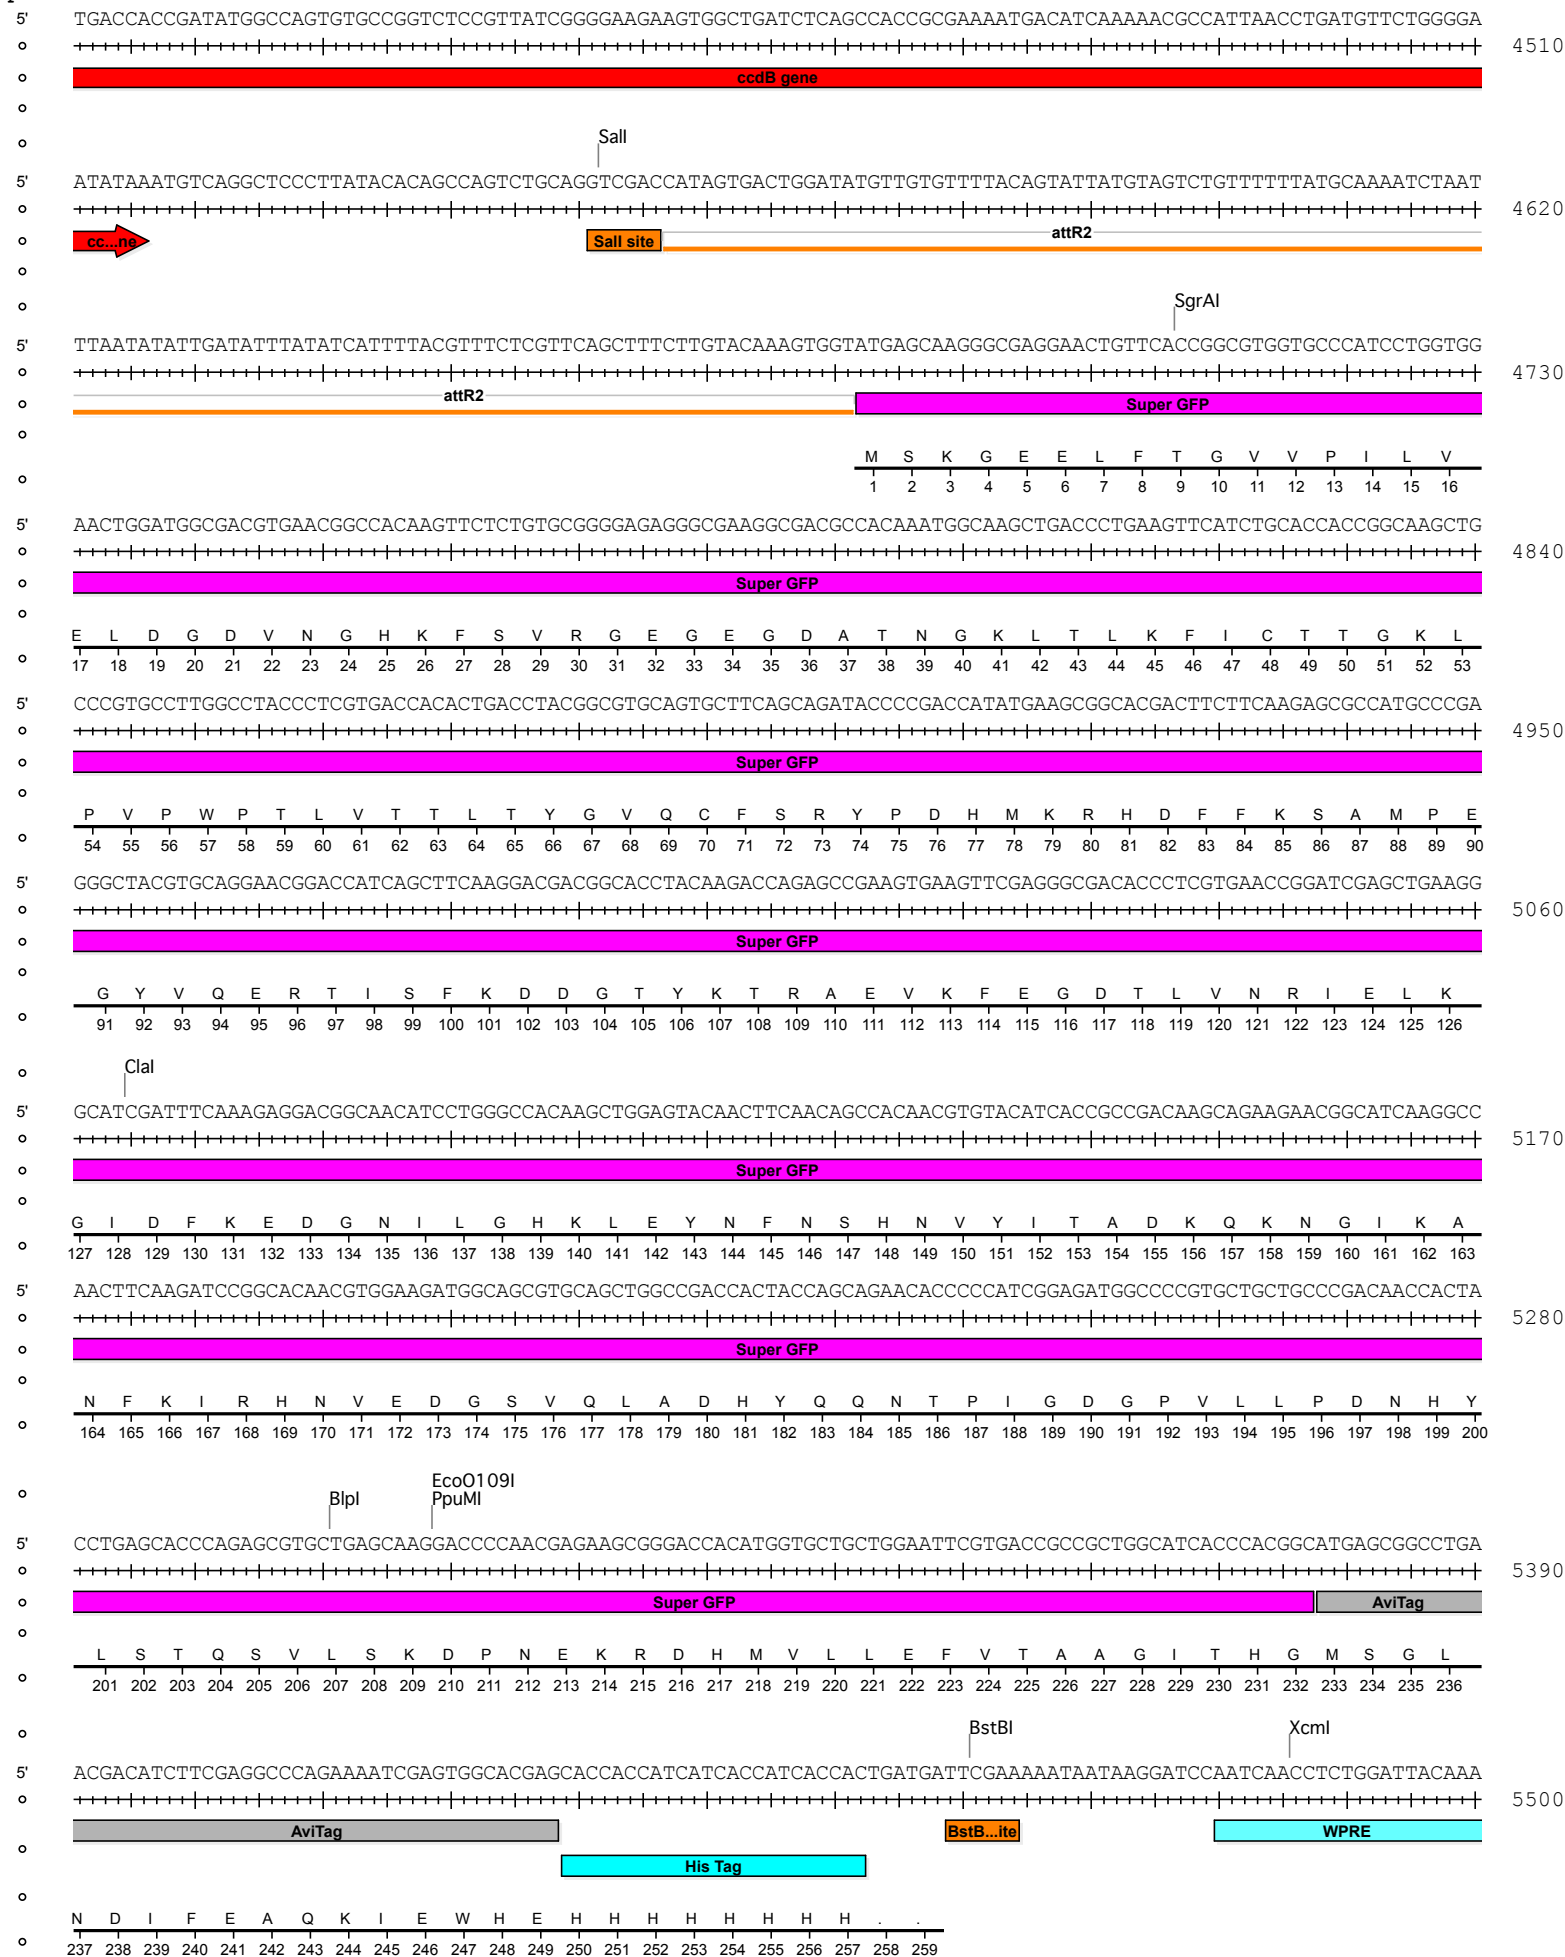 5' TGACCACCGATATGGCCAGTGTGCCGGTCTCCGTTATCGGGGAAGAAGTGGCTGATCTCAGCCACCGCGAAAATGACATCAAAAACGCCATTAACCTGATGTTCTGGGGA
4510
ccdB gene
SalI
5' ATATAAATGTCAGGCTCCCTTATACACAGCCAGTCTGCAGGTCGACCATAGTGACTGGATATGTTGTGTTTTACAGTATTATGTAGTCTGTTTTTTATGCAAAATCTAAT
4620
cc...ne SalI site attR2
SgrAI
5' TTAATATATTGATATTTATATCATTTTACGTTTCTCGTTCAGCTTTCTTGTACAAAGTGGTATGAGCAAGGGCGAGGAACTGTTCACCGGCGTGGTGCCCATCCTGGTGG
4730
attR2 Super GFP
M S K G E E L F T G V V P I L V
1 2 3 4 5 6 7 8 9 10 11 12 13 14 15 16
5' AACTGGATGGCGACGTGAACGGCCACAAGTTCTCTGTGCGGGGAGAGGGCGAAGGCGACGCCACAAATGGCAAGCTGACCCTGAAGTTCATCTGCACCACCGGCAAGCTG
4840
Super GFP
E L D G D V N G H K F S V R G E G E G D A T N G K L T L K F I C T T G K L
17 18 19 20 21 22 23 24 25 26 27 28 29 30 31 32 33 34 35 36 37 38 39 40 41 42 43 44 45 46 47 48 49 50 51 52 53
5' CCCGTGCCTTGGCCTACCCTCGTGACCACACTGACCTACGGCGTGCAGTGCTTCAGCAGATACCCCGACCATATGAAGCGGCACGACTTCTTCAAGAGCGCCATGCCCGA
4950
Super GFP
P V P W P T L V T T L T Y G V Q C F S R Y P D H M K R H D F F K S A M P E
54 55 56 57 58 59 60 61 62 63 64 65 66 67 68 69 70 71 72 73 74 75 76 77 78 79 80 81 82 83 84 85 86 87 88 89 90
5' GGGCTACGTGCAGGAACGGACCATCAGCTTCAAGGACGACGGCACCTACAAGACCAGAGCCGAAGTGAAGTTCGAGGGCGACACCCTCGTGAACCGGATCGAGCTGAAGG
5060
Super GFP
G Y V Q E R T I S F K D D G T Y K T R A E V K F E G D T L V N R I E L K
91 92 93 94 95 96 97 98 99 100 101 102 103 104 105 106 107 108 109 110 111 112 113 114 115 116 117 118 119 120 121 122 123 124 125 126
ClaI
5' GCATCGATTTCAAAGAGGACGGCAACATCCTGGGCCACAAGCTGGAGTACAACTTCAACAGCCACAACGTGTACATCACCGCCGACAAGCAGAAGAACGGCATCAAGGCC
5170
Super GFP
G I D F K E D G N I L G H K L E Y N F N S H N V Y I T A D K Q K N G I K A
127 128 129 130 131 132 133 134 135 136 137 138 139 140 141 142 143 144 145 146 147 148 149 150 151 152 153 154 155 156 157 158 159 160 161 162 163
5' AACTTCAAGATCCGGCACAACGTGGAAGATGGCAGCGTGCAGCTGGCCGACCACTACCAGCAGAACACCCCCATCGGAGATGGCCCCGTGCTGCTGCCCGACAACCACTA
5280
Super GFP
N F K I R H N V E D G S V Q L A D H Y Q Q N T P I G D G P V L L P D N H Y
164 165 166 167 168 169 170 171 172 173 174 175 176 177 178 179 180 181 182 183 184 185 186 187 188 189 190 191 192 193 194 195 196 197 198 199 200
EcoO109I
BlpI PpuMI
5' CCTGAGCACCCAGAGCGTGCTGAGCAAGGACCCCAACGAGAAGCGGGACCACATGGTGCTGCTGGAATTCGTGACCGCCGCTGGCATCACCCACGGCATGAGCGGCCTGA
5390
Super GFP AviTag
L S T Q S V L S K D P N E K R D H M V L L E F V T A A G I T H G M S G L
201 202 203 204 205 206 207 208 209 210 211 212 213 214 215 216 217 218 219 220 221 222 223 224 225 226 227 228 229 230 231 232 233 234 235 236
BstBI XcmI
5' ACGACATCTTCGAGGCCCAGAAAATCGAGTGGCACGAGCACCACCATCATCACCATCACCACTGATGATTCGAAAAATAATAAGGATCCAATCAACCTCTGGATTACAAA
5500
AviTag BstB...ite WPRE
His Tag
N D I F E A Q K I E W H E H H H H H H H H . .
237 238 239 240 241 242 243 244 245 246 247 248 249 250 251 252 253 254 255 256 257 258 259